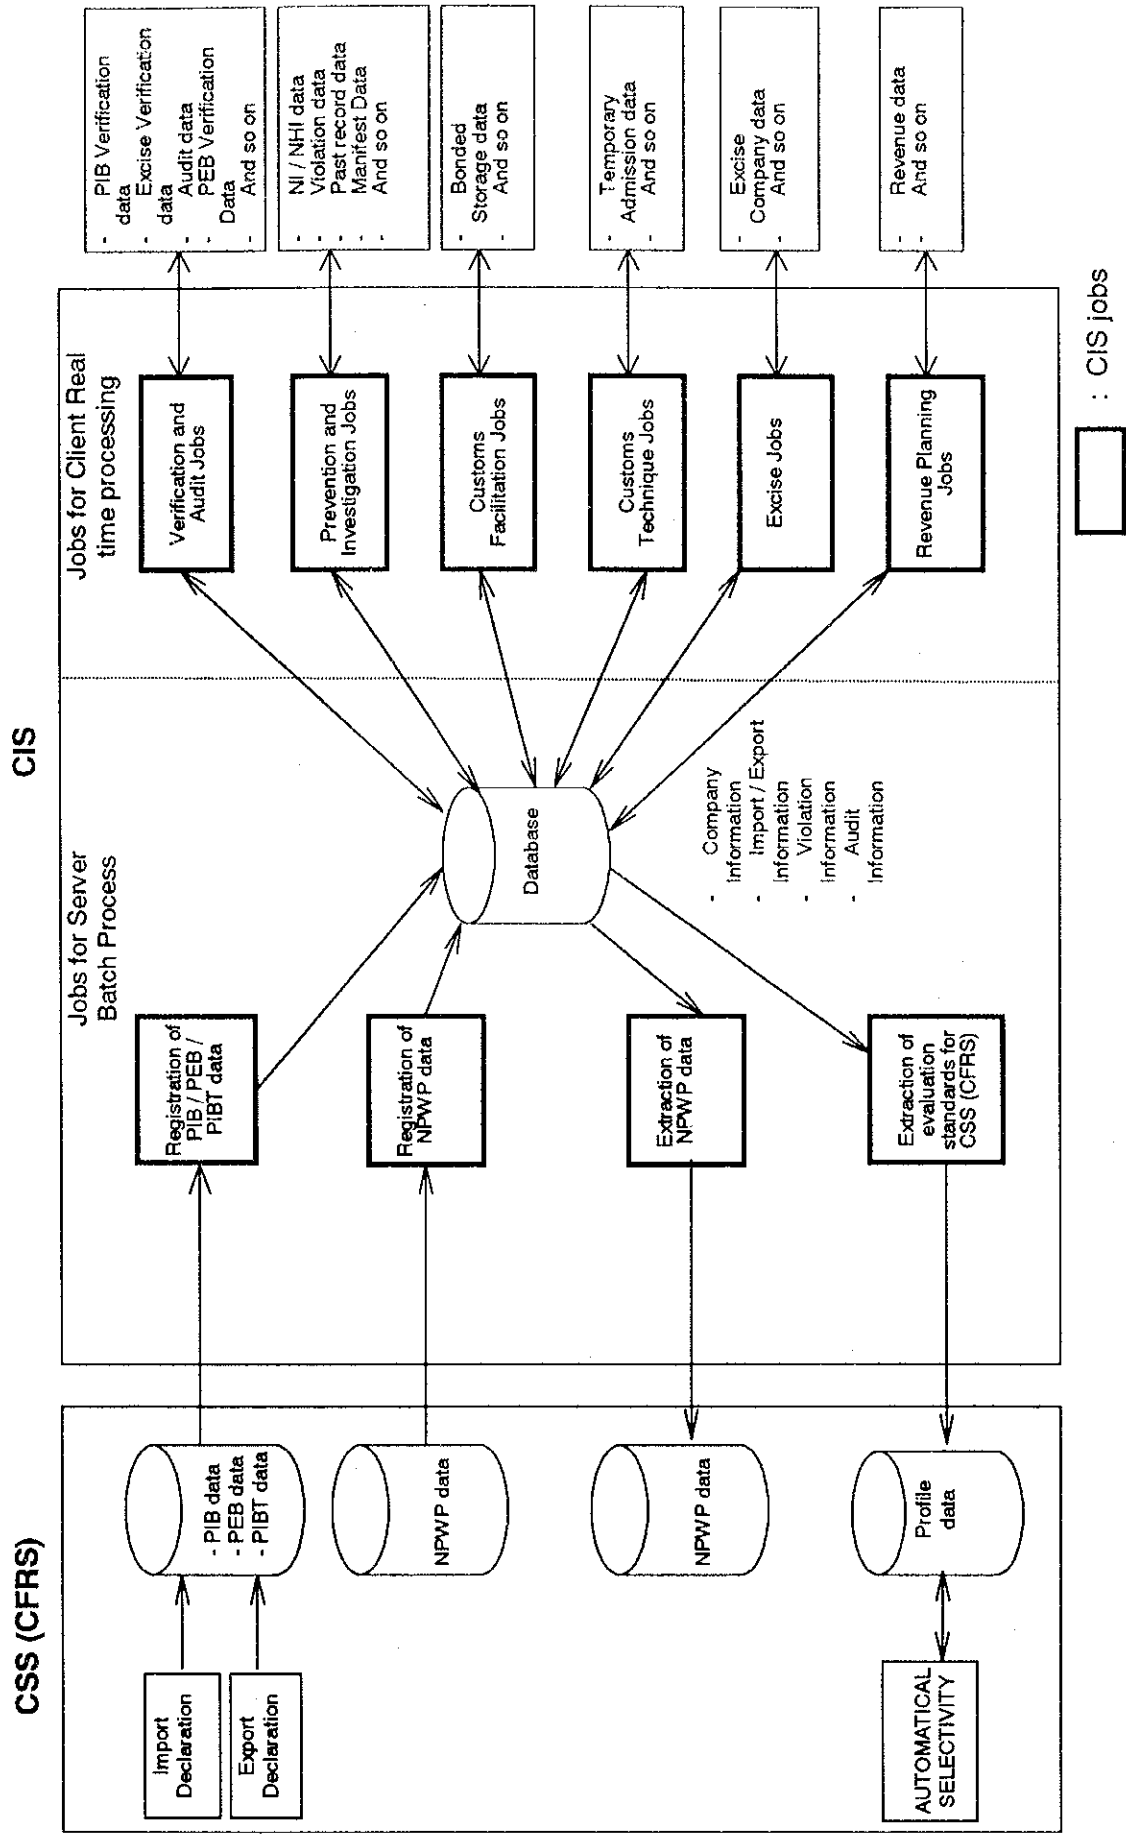 CSS (CFRS)
CIS
Import
Declaration
Export
Declaration
- PIB data
- PEB data
- PIBT data
NPWP data
NPWP data
Profile
data
AUTOMATICAL
SELECTIVITY
Jobs for Server
Batch Process
Registration of
PIB / PEB /
PIBT data
Registration of
NPWP data
Extraction of
NPWP data
Extraction of
evaluation
standards for
CSS (CFRS)
Database
- Company
Information
- Import / Export
Information
- Violation
Information
- Audit
Information
Jobs for Client Real
time processing
Verification and
Audit Jobs
Prevention and
Investigation Jobs
Customs
Facilitation Jobs
Customs
Technique Jobs
Excise Jobs
Revenue Planning
Jobs
- PIB Verification
data
- Excise Verification
data
- Audit data
- PEB Verification
Data
- And so on
- NI / NHI data
- Violation data
- Past record data
- Manifest Data
- And so on
- Bonded
Storage data
- And so on
- Temporary
Admission data
- And so on
- Excise
Company data
- And so on
- Revenue data
- And so on
: CIS jobs